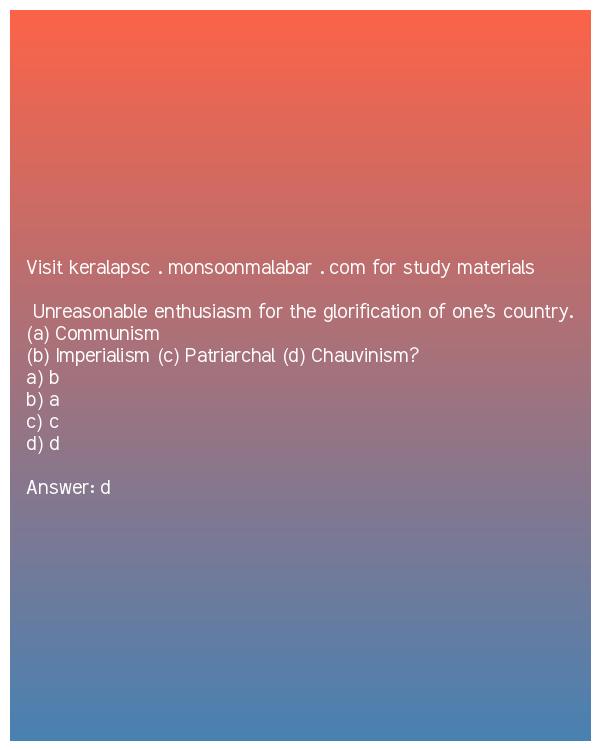 Visit keralapsc . monsoonmalabar . com for study materials
Unreasonable enthusiasm for the glorification of one’s country.
(a) Communism
(b) Imperialism (c) Patriarchal (d) Chauvinism?
a) b
b) a
c) c
d) d
Answer: d